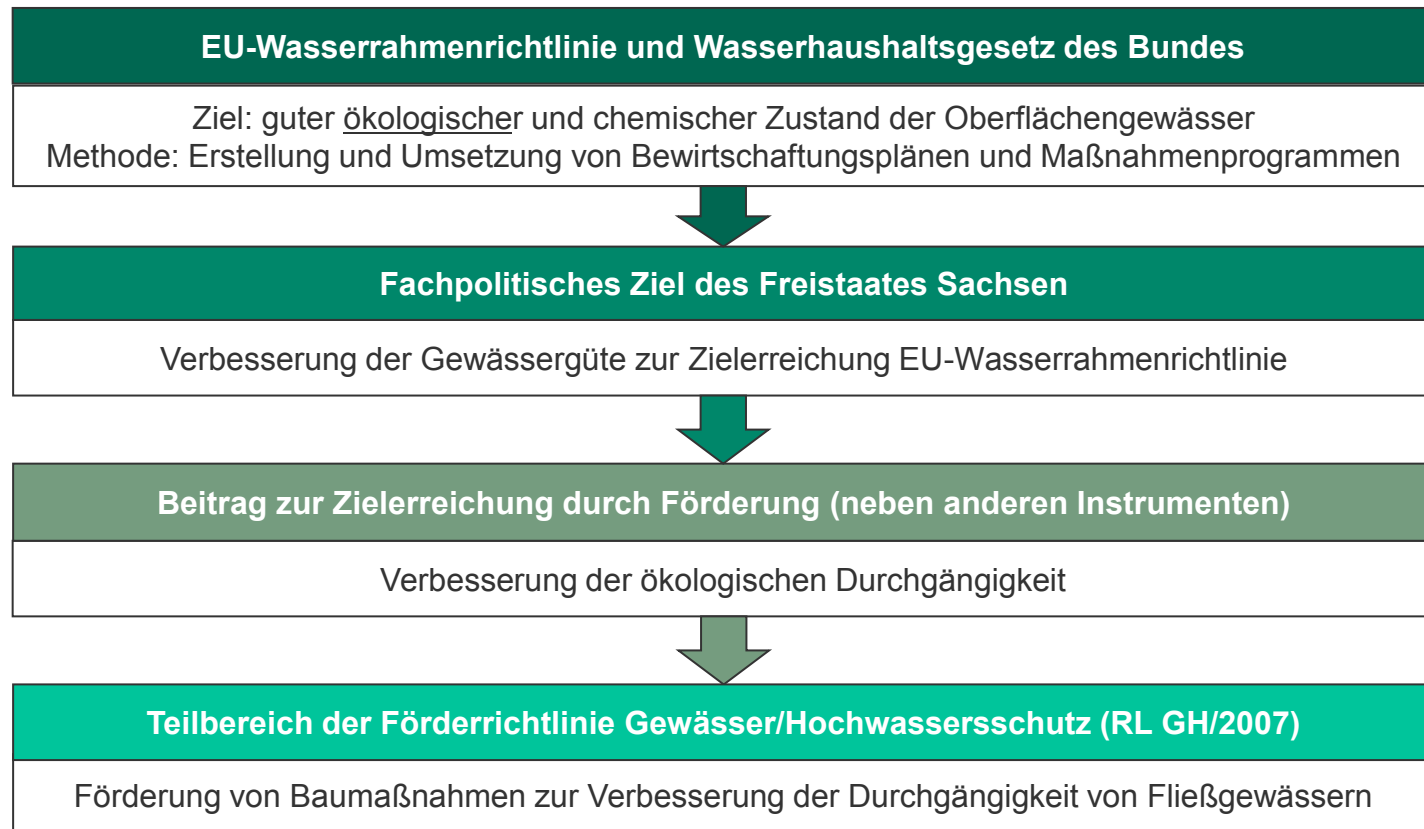 EU-Wasserrahmenrichtlinie und Wasserhaushaltsgesetz des Bundes
Ziel: guter ökologischer und chemischer Zustand der Oberflächengewässer
Methode: Erstellung und Umsetzung von Bewirtschaftungsplänen und Maßnahmenprogrammen
Fachpolitisches Ziel des Freistaates Sachsen
Verbesserung der Gewässergüte zur Zielerreichung EU-Wasserrahmenrichtlinie
Beitrag zur Zielerreichung durch Förderung (neben anderen Instrumenten)
Verbesserung der ökologischen Durchgängigkeit
Teilbereich der Förderrichtlinie Gewässer/Hochwassersschutz (RL GH/2007)
Förderung von Baumaßnahmen zur Verbesserung der Durchgängigkeit von Fließgewässern